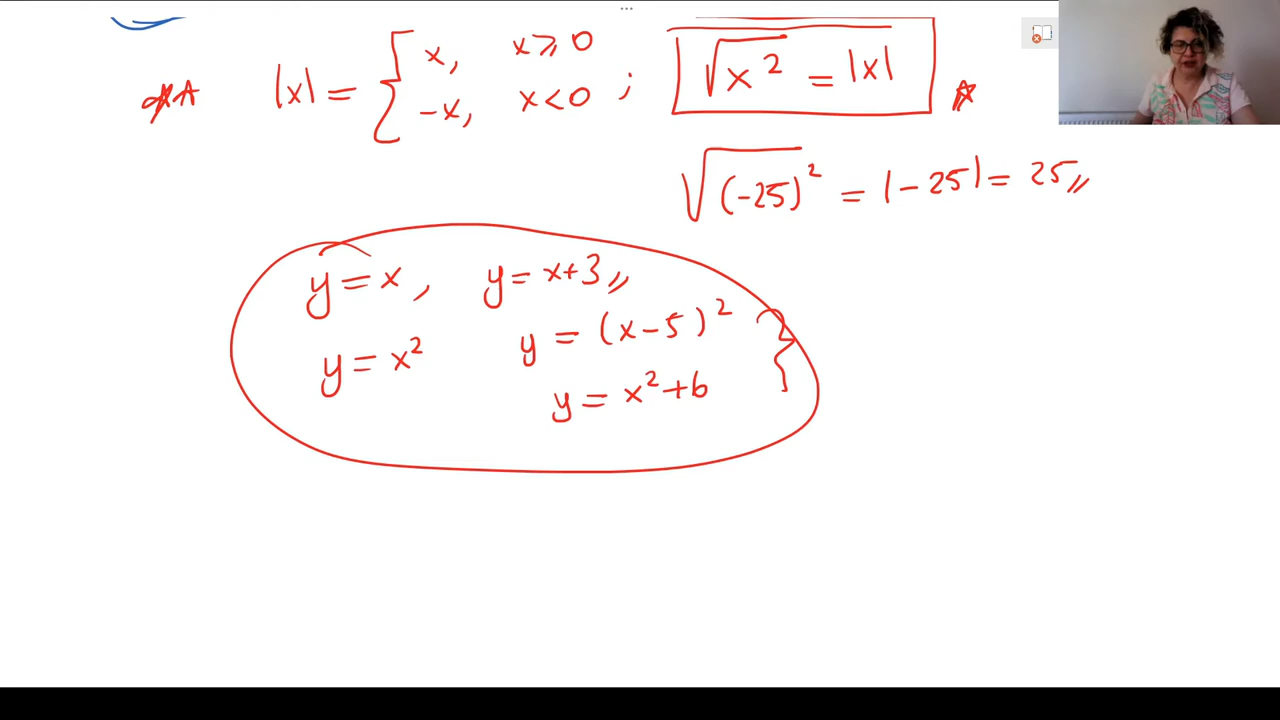 |x| = { x, x ⩾ 0
-x, x < 0 ; √x² = |x|
√(-25)² = |-25| = 25
y = x, y = x+3
y = (x-5)²
y = x²
y = x²+6